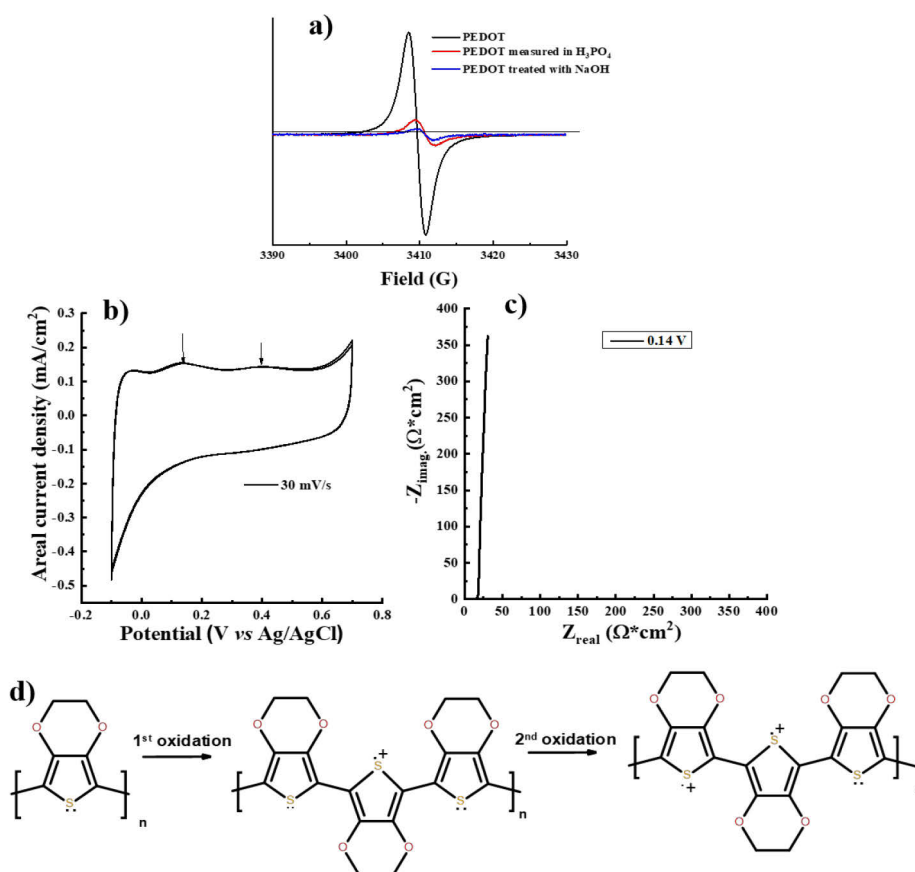 a)
PEDOT
PEDOT measured in H₃PO₄
PEDOT treated with NaOH
3390 3400 3410 3420 3430
Field (G)
b)
0.3
0.2
0.1
0.0
-0.1
-0.2
-0.3
-0.4
-0.5
Areal current density (mA/cm²)
30 mV/s
-0.2 0.0 0.2 0.4 0.6 0.8
Potential (V vs Ag/AgCl)
c)
400
350
300
250
200
150
100
50
0
-Zimag.(Ω*cm²)
0.14 V
0 50 100 150 200 250 300 350 400
Zreal (Ω*cm²)
d)
O O
S
n
1st oxidation
O O O O
S S
S+
O O
n
2nd oxidation
O O O O
S+ S+ S
O O
n